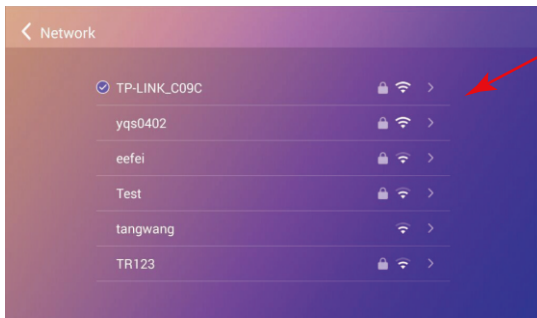 Network
TP-LINK_C09C
yqs0402
eefei
Test
tangwang
TR123